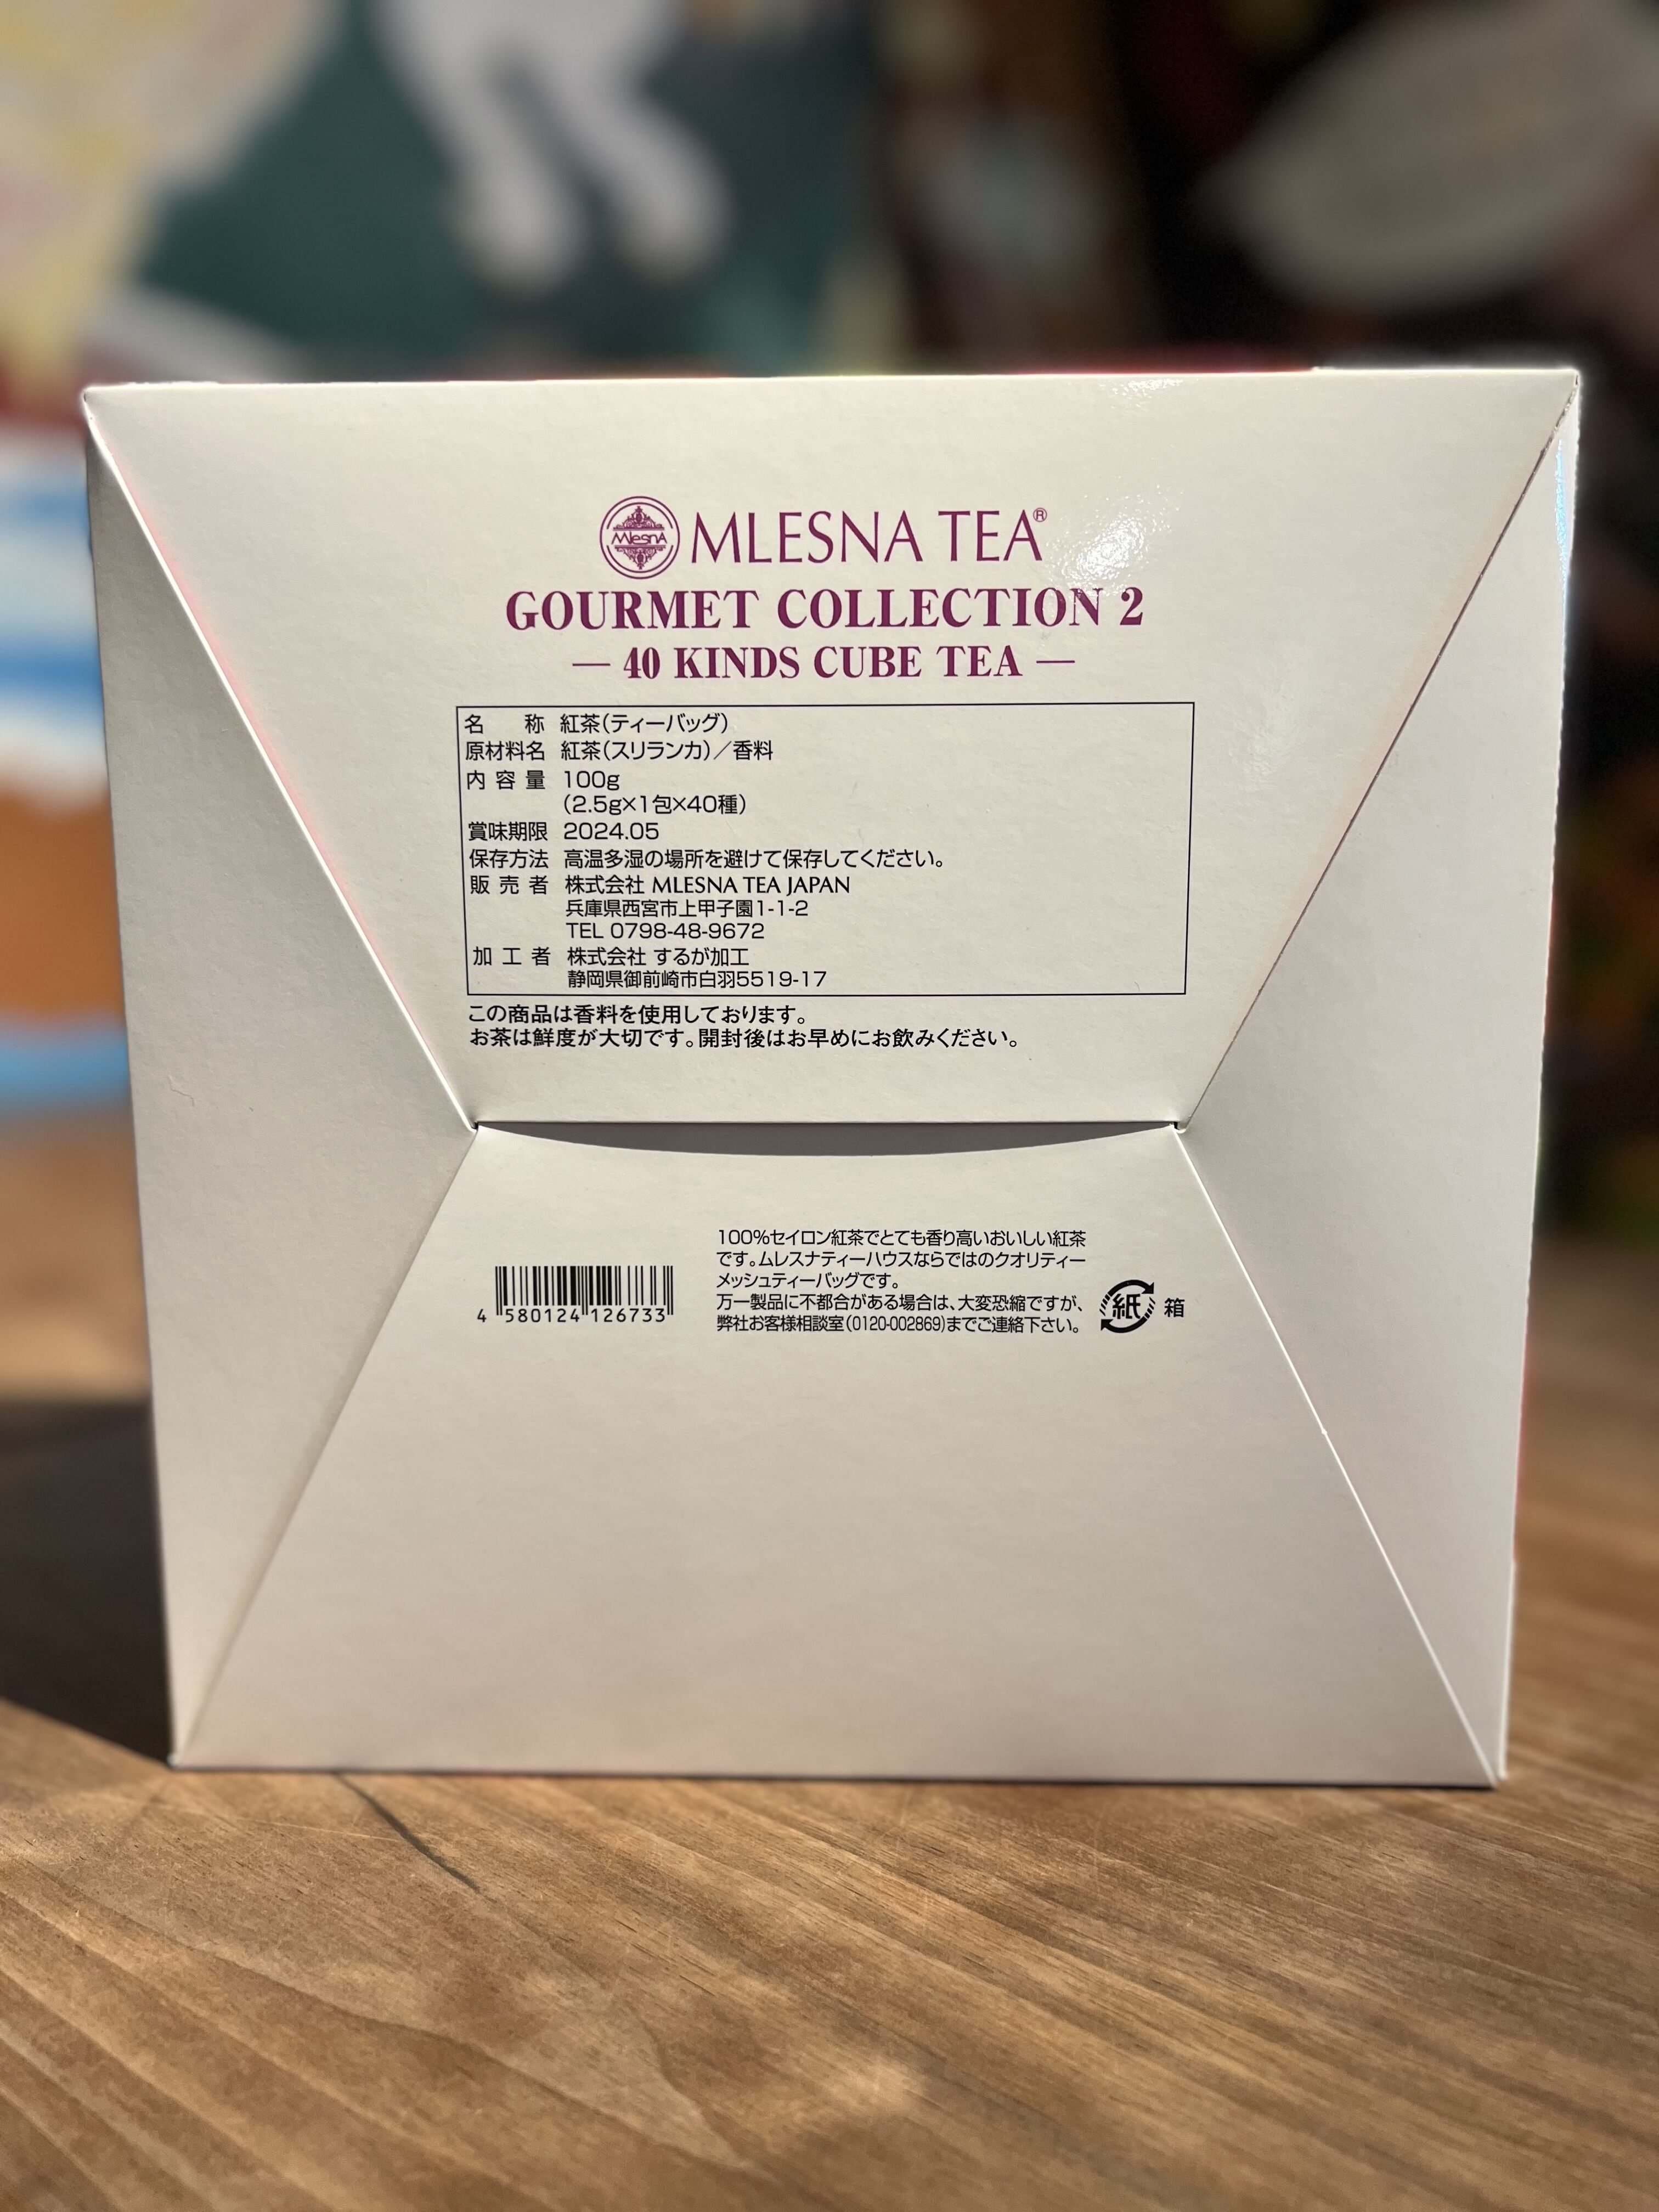 Mlesna
MLESNA TEA®
GOURMET COLLECTION 2
— 40 KINDS CUBE TEA —
名 称 紅茶(ティーバッグ)
原材料名 紅茶(スリランカ)／香料
内容量 100g
(2.5g×1包×40種)
賞味期限 2024.05
保存方法 高温多湿の場所を避けて保存してください。
販売者 株式会社 MLESNA TEA JAPAN
兵庫県西宮市上甲子園1-1-2
TEL 0798-48-9672
加工者 株式会社 するが加工
静岡県御前崎市白羽5519-17
この商品は香料を使用しております。
お茶は鮮度が大切です。開封後はお早めにお飲みください。
100%セイロン紅茶でとても香り高いおいしい紅茶
です。ムレスナティーハウスならではのクオリティー
メッシュティーバッグです。
万一製品に不都合がある場合は、大変恐縮ですが、
弊社お客様相談室(0120-002869)までご連絡下さい。
紙 箱
4 580124 126733